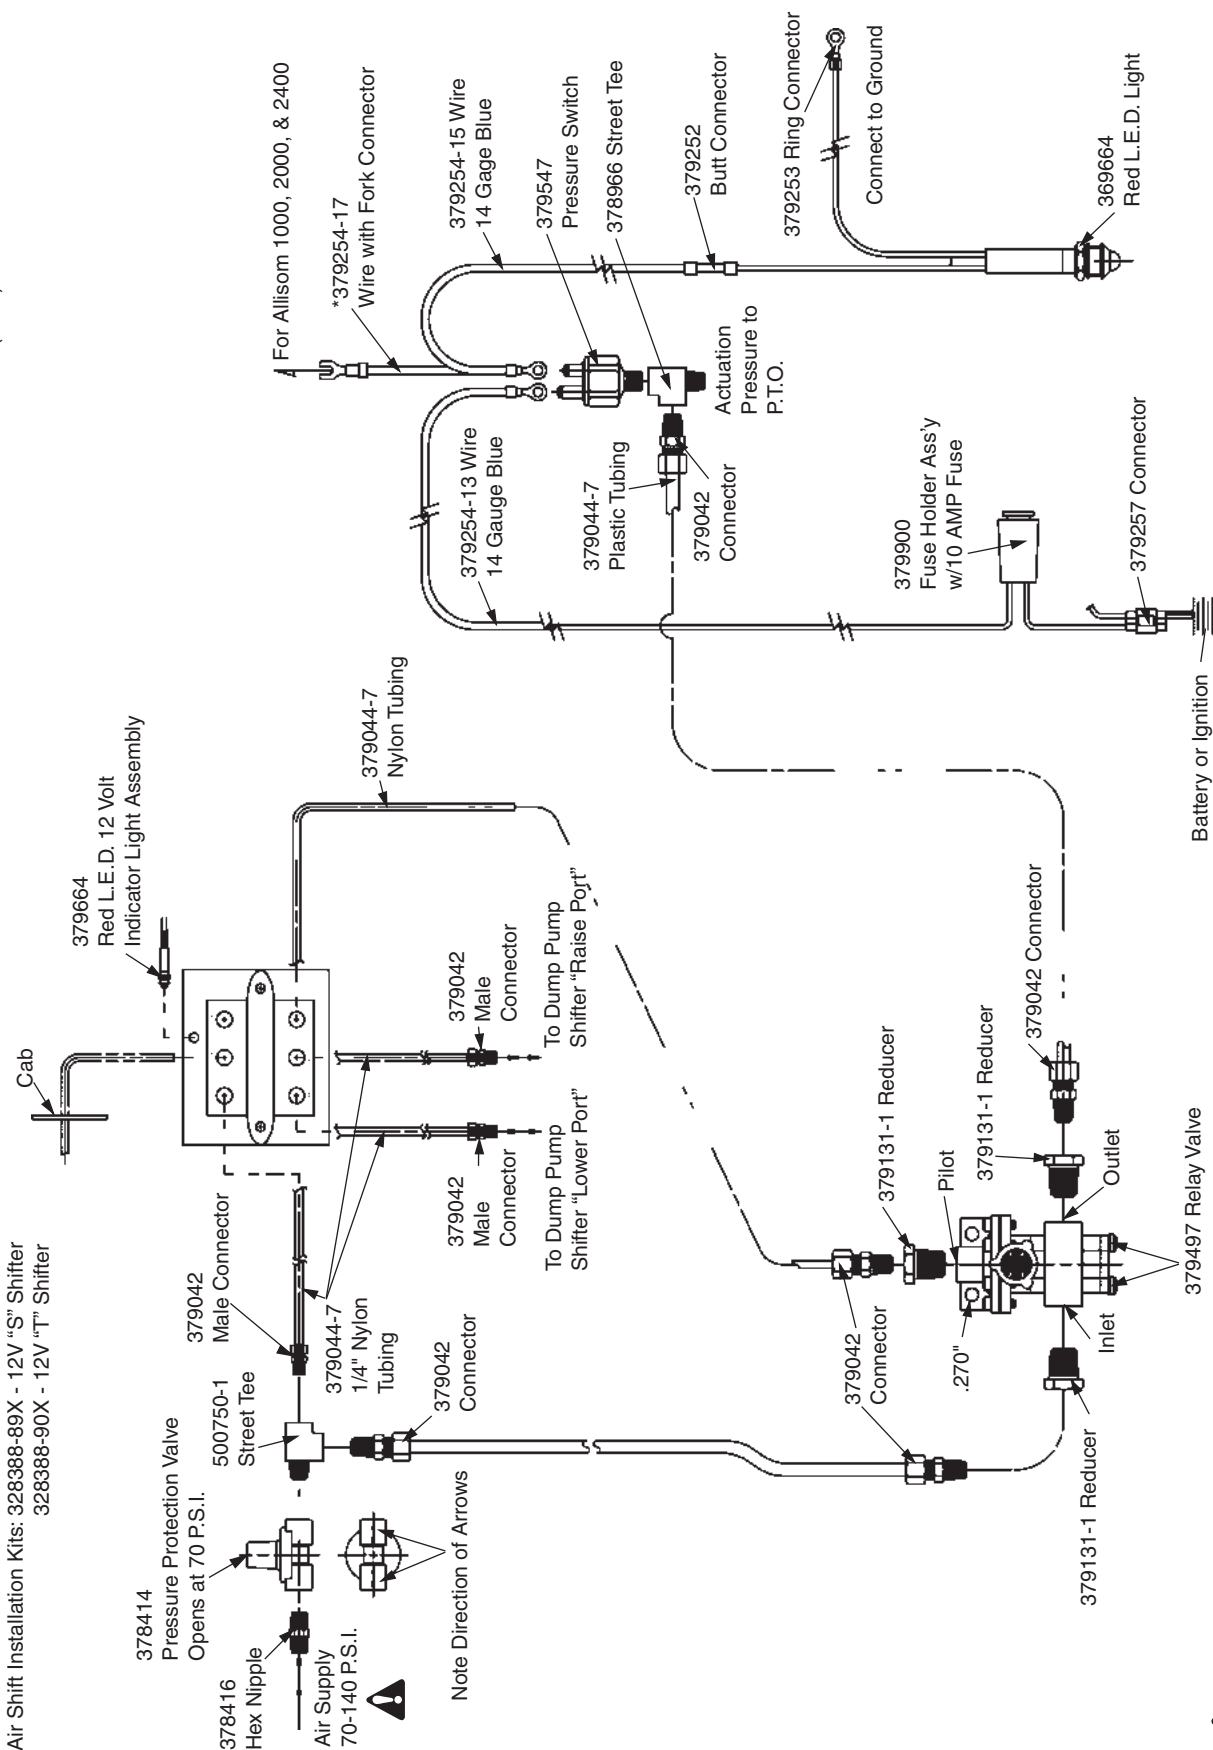 Air Shift Installation Kits: 328388-89X - 12V “S” Shifter
328388-90X - 12V “T” Shifter
Cab
379664
Red L.E.D. 12 Volt
Indicator Light Assembly
For Allisom 1000, 2000, & 2400
*379254-17
Wire with Fork Connector
379254-15 Wire
14 Gage Blue
379547
Pressure Switch
378966 Street Tee
379252
Butt Connector
379253 Ring Connector
Connect to Ground
369664
Red L.E.D. Light
Actuation
Pressure to
P.T.O.
379254-13 Wire
14 Gauge Blue
379044-7
Plastic Tubing
379042
Connector
379900
Fuse Holder Ass'y
w/10 AMP Fuse
379257 Connector
Battery or Ignition
379044-7
Nylon Tubing
378414
Pressure Protection Valve
Opens at 70 P.S.I.
378416
Hex Nipple
Air Supply
70-140 P.S.I.
Note Direction of Arrows
500750-1
Street Tee
379042
Male Connector
379044-7
1/4" Nylon
Tubing
379042
Connector
379042
Male
Connector
To Dump Pump
Shifter “Lower Port”
379042
Male
Connector
To Dump Pump
Shifter “Raise Port”
379042
Connector
379131-1 Reducer
Pilot
.270"
379131-1 Reducer
379042 Connector
Inlet
Outlet
379131-1 Reducer
379497 Relay Valve